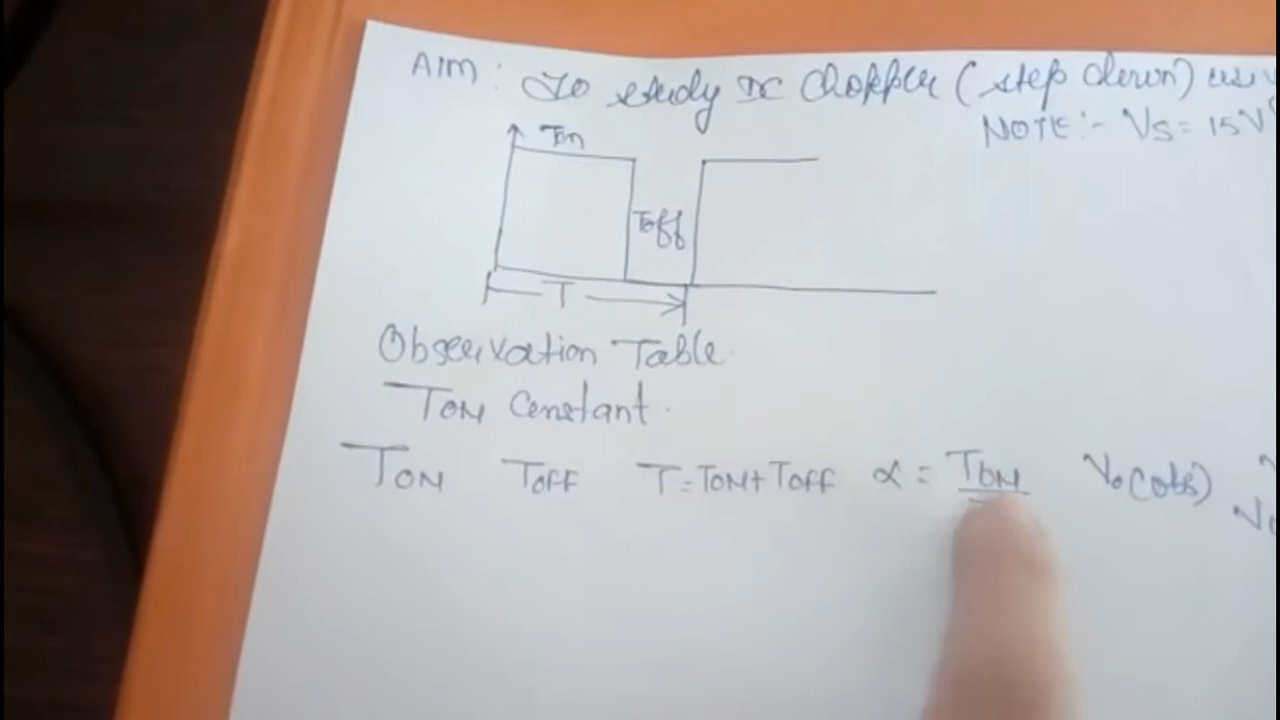 AIM: To study DC Chopper (step down)
NOTE:- Vs = 15V
Ton
Toff
T
Observation Table
TON Constant.
TON TOFF T = TON + TOFF α = TON Vo(obs)